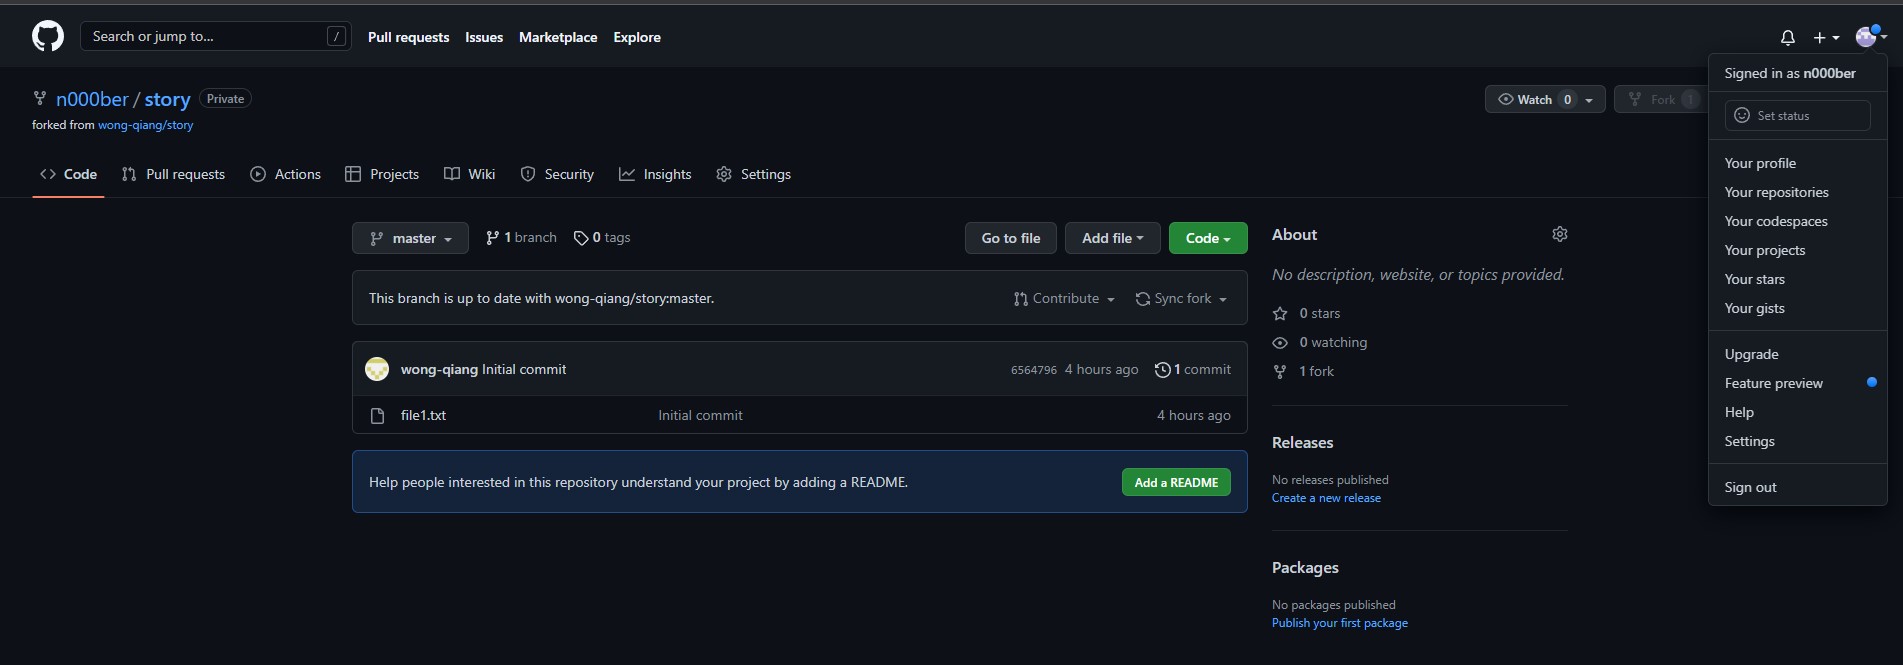 Search or jump to... /
Pull requests Issues Marketplace Explore
n000ber / story Private
forked from wong-qiang/story
Watch 0
Fork 1
Code Pull requests Actions Projects Wiki Security Insights Settings
master 1 branch 0 tags
Go to file Add file Code
This branch is up to date with wong-qiang/story:master.
Contribute Sync fork
wong-qiang Initial commit 6564796 4 hours ago 1 commit
file1.txt Initial commit 4 hours ago
Help people interested in this repository understand your project by adding a README. Add a README
About
No description, website, or topics provided.
0 stars
0 watching
1 fork
Releases
No releases published
Create a new release
Packages
No packages published
Publish your first package
Signed in as n000ber
Set status
Your profile
Your repositories
Your codespaces
Your projects
Your stars
Your gists
Upgrade
Feature preview
Help
Settings
Sign out